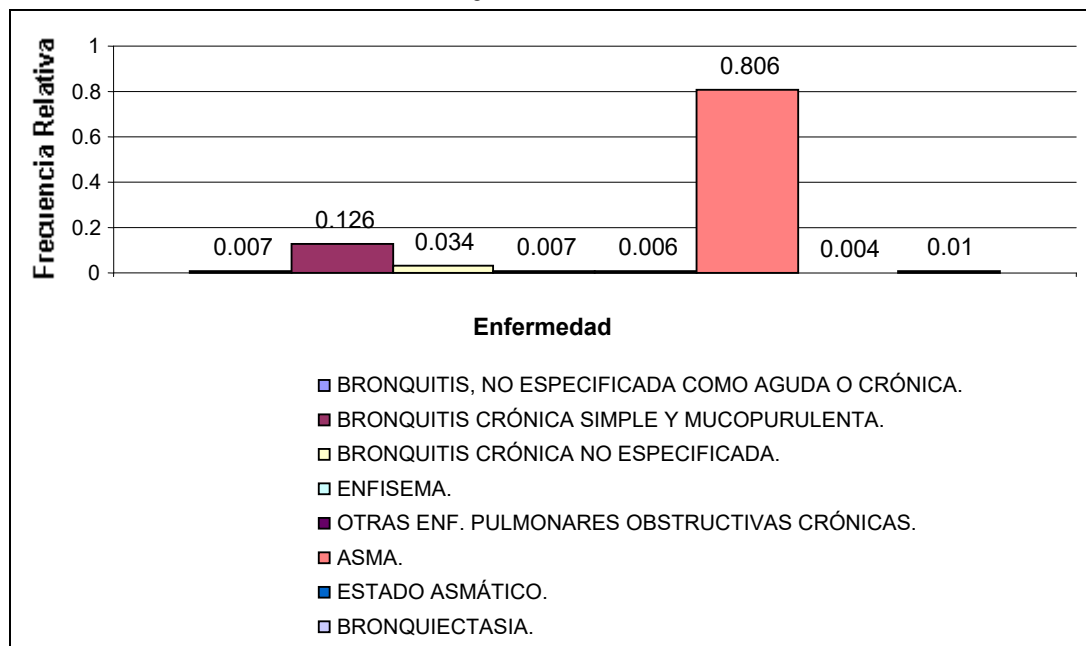 Frecuencia Relativa
1
0.8
0.6
0.4
0.2
0
0.007
0.126
0.034
0.007
0.006
0.806
0.004
0.01
Enfermedad
BRONQUITIS, NO ESPECIFICADA COMO AGUDA O CRÓNICA.
BRONQUITIS CRÓNICA SIMPLE Y MUCOPURULENTA.
BRONQUITIS CRÓNICA NO ESPECIFICADA.
ENFISEMA.
OTRAS ENF. PULMONARES OBSTRUCTIVAS CRÓNICAS.
ASMA.
ESTADO ASMÁTICO.
BRONQUIECTASIA.